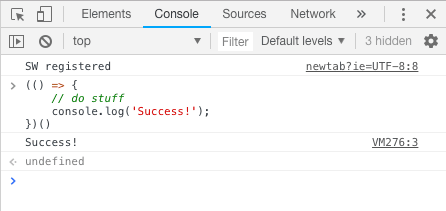 Elements Console Sources Network »
top Filter Default levels ▾ 3 hidden
SW registered newtab?ie=UTF-8:8
> (() => {
    // do stuff
    console.log('Success!');
})()
Success! VM276:3
undefined
>